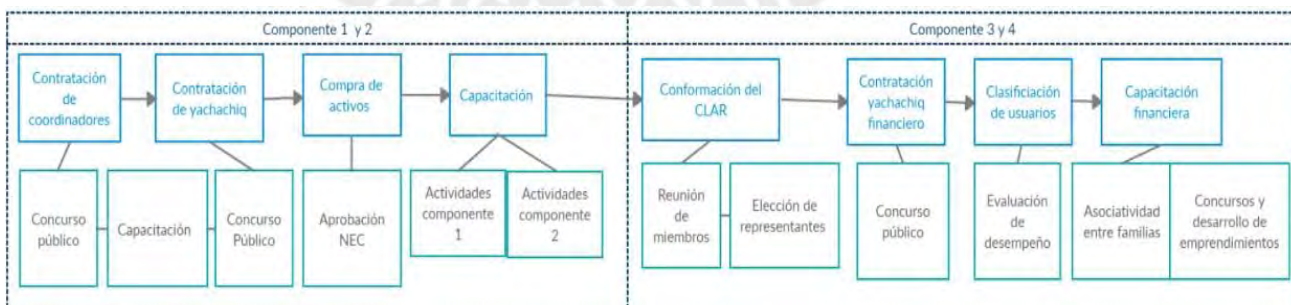 Componente 1 y 2
Componente 3 y 4
Contratación
de
coordinadores
Contratación
de yachachiq
Compra de
activos
Capacitación
Conformación del
CLAR
Contratación
yachachiq
financiero
Clasificiación
de usuarios
Capacitación
financiera
Concurso
público
Capacitación
Concurso
Público
Aprobación
NEC
Actividades
componente
1
Actividades
componente
2
Reunión
de
miembros
Elección de
representantes
Concurso
público
Evaluación
de
desempeño
Asociatividad
entre familias
Concursos y
desarrollo de
emprendimientos